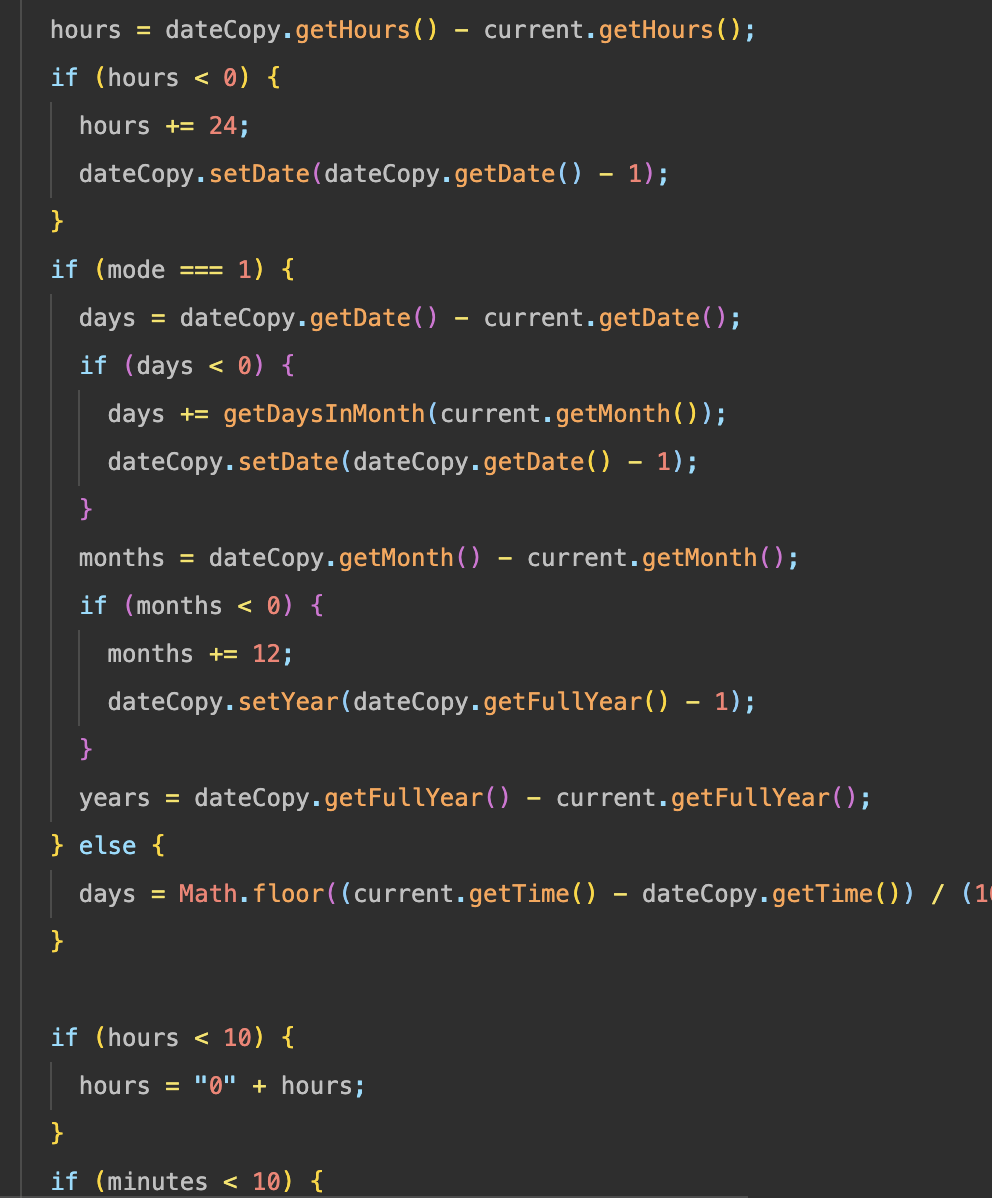 hours = dateCopy.getHours() - current.getHours();
if (hours < 0) {
hours += 24;
dateCopy.setDate(dateCopy.getDate() - 1);
}
if (mode === 1) {
days = dateCopy.getDate() - current.getDate();
if (days < 0) {
days += getDaysInMonth(current.getMonth());
dateCopy.setDate(dateCopy.getDate() - 1);
}
months = dateCopy.getMonth() - current.getMonth();
if (months < 0) {
months += 12;
dateCopy.setYear(dateCopy.getFullYear() - 1);
}
years = dateCopy.getFullYear() - current.getFullYear();
} else {
days = Math.floor((current.getTime() - dateCopy.getTime()) / (10
}
if (hours < 10) {
hours = "0" + hours;
}
if (minutes < 10) {